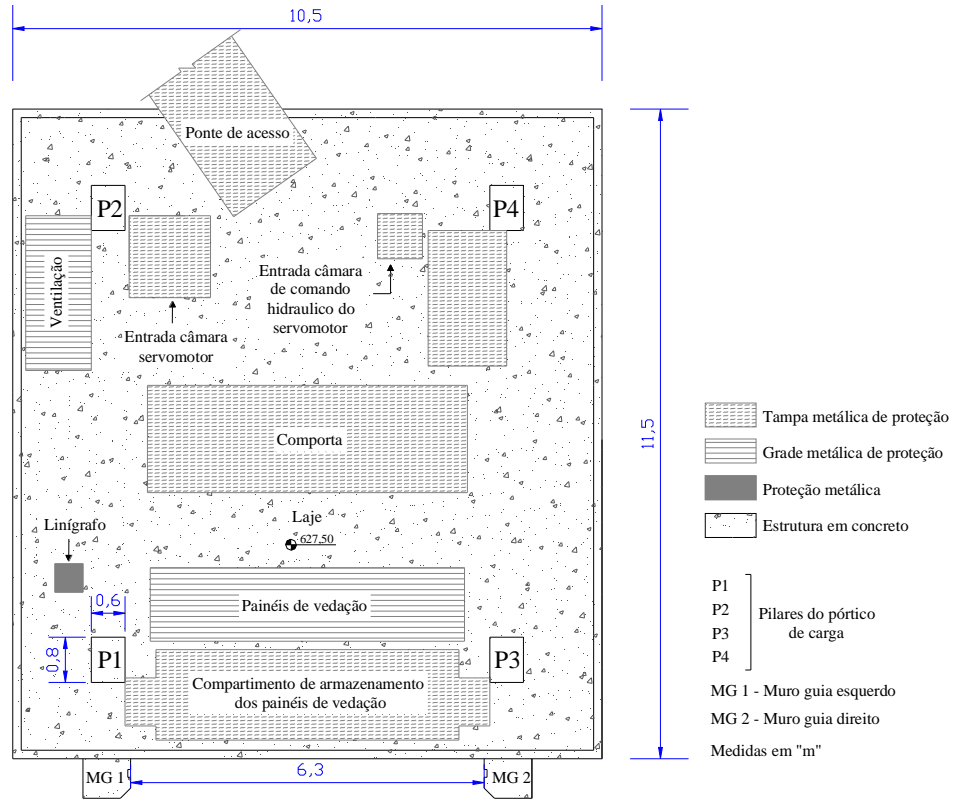 10,5
Ponte de acesso
P2
P4
Ventilação
Entrada câmara
servomotor
Entrada câmara
de comando
hidraulico do
servomotor
11,5
Comporta
Tampa metálica de proteção
Grade metálica de proteção
Proteção metálica
Estrutura em concreto
Linígrafo
Laje
627,50
0,6
Painéis de vedação
0,8
P1
P3
Compartimento de armazenamento
dos painéis de vedação
P1
P2
P3
P4
Pilares do pórtico
de carga
MG 1 - Muro guia esquerdo
MG 2 - Muro guia direito
Medidas em "m"
MG 1
6,3
MG 2